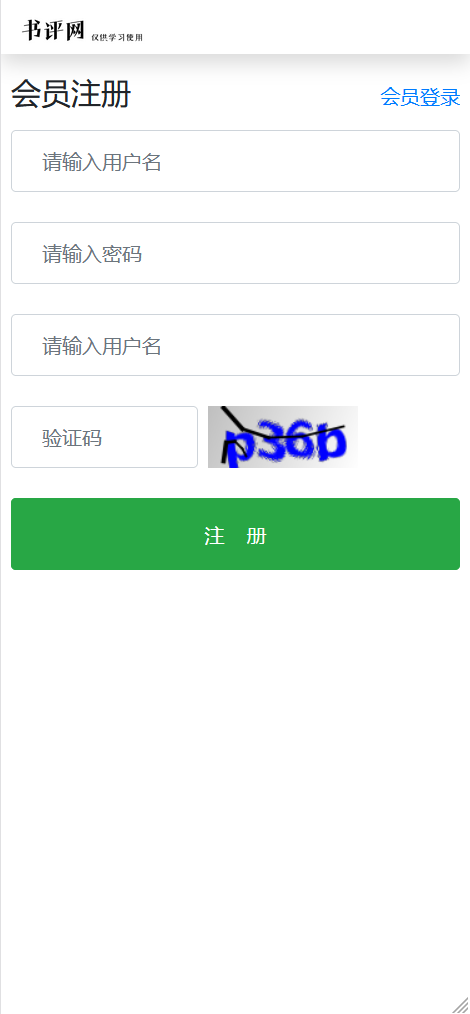 书评网 仅供学习使用
会员注册 会员登录
请输入用户名
请输入密码
请输入用户名
验证码 p36b
注 册